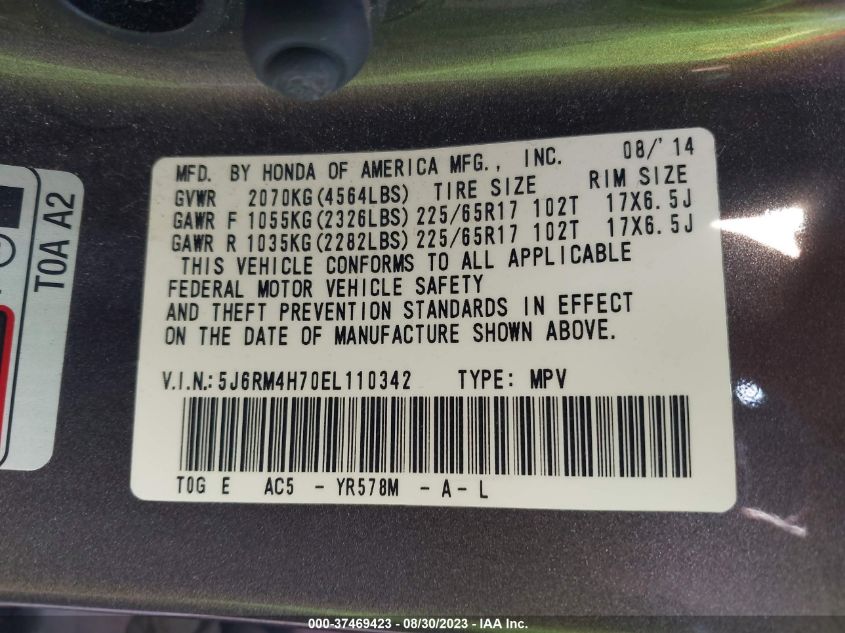 MFD. BY HONDA OF AMERICA MFG., INC. 08/'14
GVWR 2070KG(4564LBS) TIRE SIZE RIM SIZE
GAWR F 1055KG(2326LBS) 225/65R17 102T 17X6.5J
GAWR R 1035KG(2282LBS) 225/65R17 102T 17X6.5J
THIS VEHICLE CONFORMS TO ALL APPLICABLE
FEDERAL MOTOR VEHICLE SAFETY
AND THEFT PREVENTION STANDARDS IN EFFECT
ON THE DATE OF MANUFACTURE SHOWN ABOVE.
V.I.N.:5J6RM4H70EL110342 TYPE: MPV
T0G E AC5 - YR578M - A - L
T0A A2
000-37469423 - 08/30/2023 - IAA Inc.